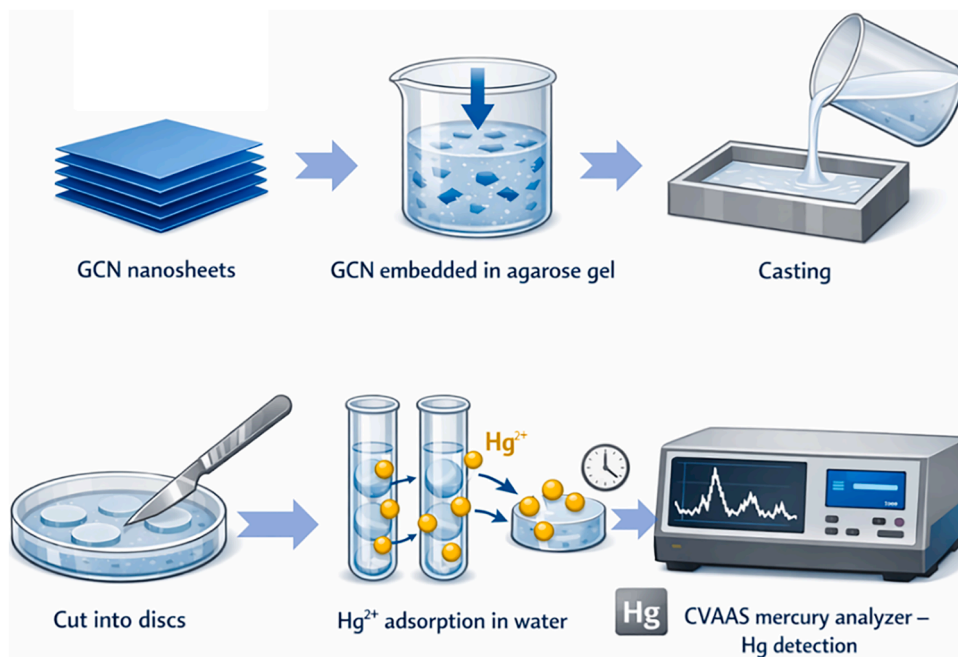 GCN nanosheets
GCN embedded in agarose gel
Casting
Hg²⁺
Cut into discs
Hg²⁺ adsorption in water
Hg
CVAAS mercury analyzer –
Hg detection